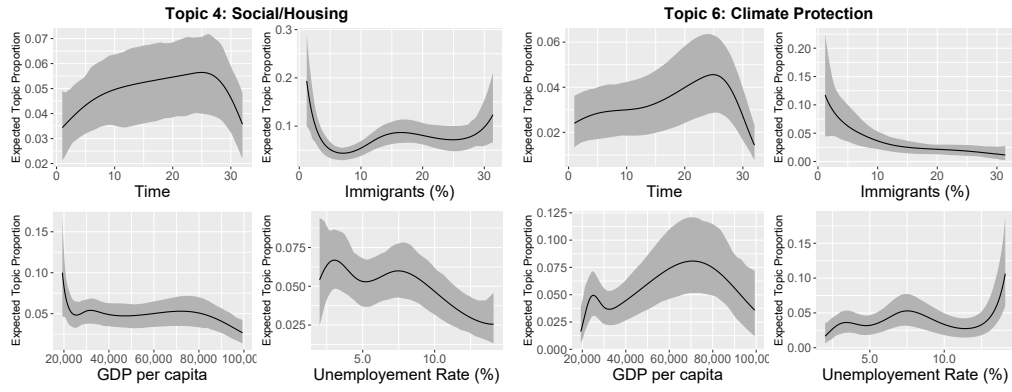 Topic 4: Social/Housing
Topic 6: Climate Protection
Expected Topic Proportion
0.07
0.06
0.05
0.04
0.03
0.02
0 10 20 30
Time
Expected Topic Proportion
0.3
0.2
0.1
0 10 20 30
Immigrants (%)
Expected Topic Proportion
0.06
0.04
0.02
0 10 20 30
Time
Expected Topic Proportion
0.20
0.15
0.10
0.05
0.00
0 10 20 30
Immigrants (%)
Expected Topic Proportion
0.15
0.10
0.05
20,000 40,000 60,000 80,000 100,00
GDP per capita
Expected Topic Proportion
0.075
0.050
0.025
5.0 10.0
Unemployement Rate (%)
Expected Topic Proportion
0.125
0.100
0.075
0.050
0.025
0.000
20,000 40,000 60,000 80,000 100,00
GDP per capita
Expected Topic Proportion
0.15
0.10
0.05
0.00
5.0 10.0
Unemployement Rate (%)